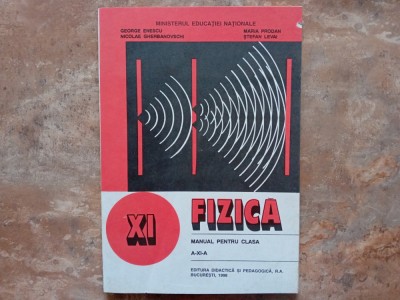 MINISTERUL EDUCAȚIEI NAȚIONALE
GEORGE ENESCU MARIA PRODAN
NICOLAE GHERBANOVSCHI ȘTEFAN LEVAI
XI
FIZICA
MANUAL PENTRU CLASA
A-XI-A
EDITURA DIDACTICĂ ȘI PEDAGOGICĂ, R.A.
BUCUREȘTI, 1998